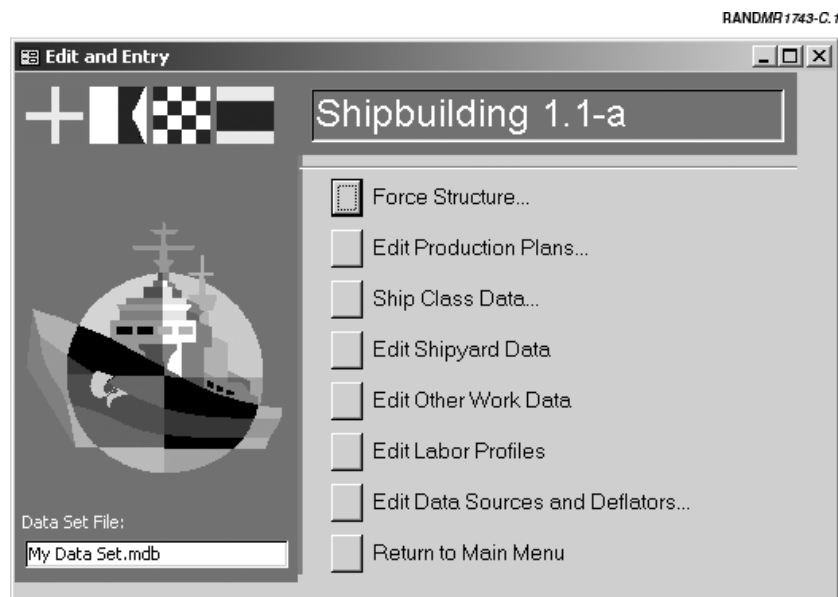 RANDMR1743-C.1
Edit and Entry
Shipbuilding 1.1-a
Force Structure...
Edit Production Plans...
Ship Class Data...
Edit Shipyard Data
Edit Other Work Data
Edit Labor Profiles
Edit Data Sources and Deflators...
Return to Main Menu
Data Set File:
My Data Set.mdb